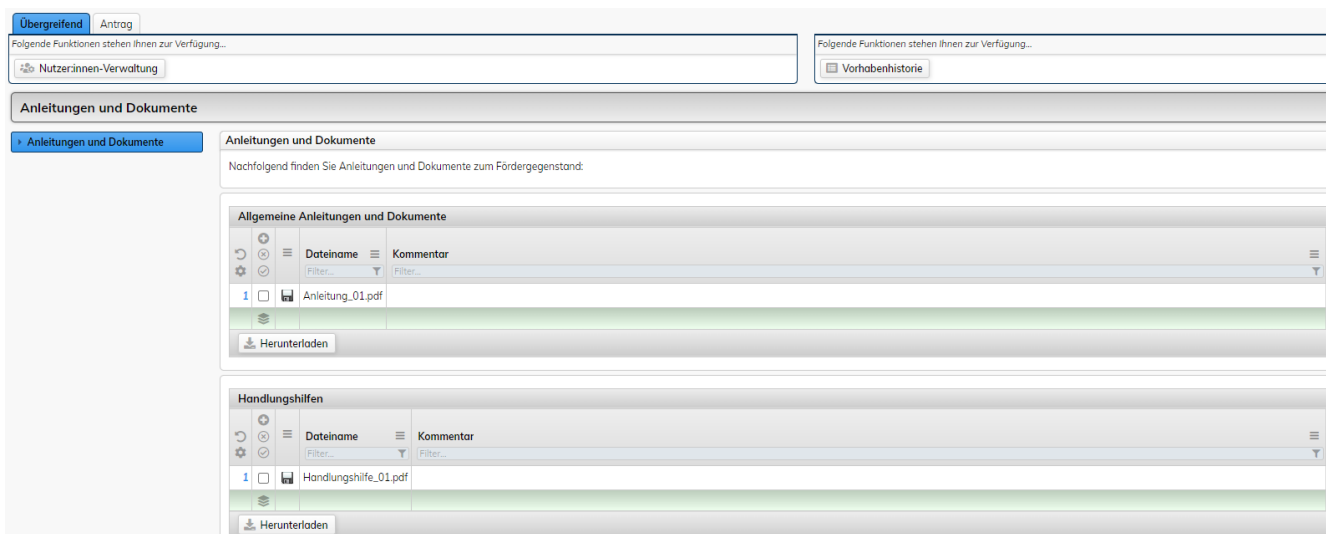 Übergreifend Antrag
Folgende Funktionen stehen Ihnen zur Verfügung...
Nutzer:innen-Verwaltung
Folgende Funktionen stehen Ihnen zur Verfügung...
Vorhabenhistorie
Anleitungen und Dokumente
Anleitungen und Dokumente
Anleitungen und Dokumente
Nachfolgend finden Sie Anleitungen und Dokumente zum Fördergegenstand:
Allgemeine Anleitungen und Dokumente
Dateiname Kommentar
Filter... Filter...
1 Anleitung_01.pdf
Herunterladen
Handlungshilfen
Dateiname Kommentar
Filter... Filter...
1 Handlungshilfe_01.pdf
Herunterladen